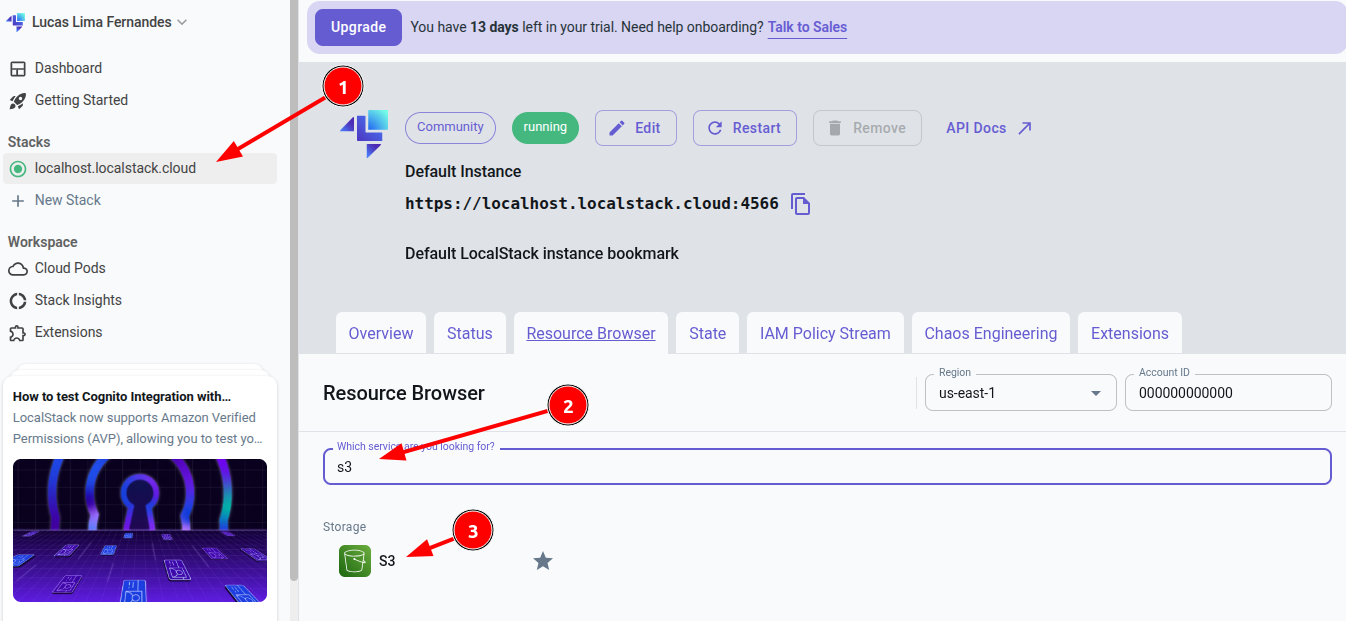 Lucas Lima Fernandes
Dashboard
Getting Started
Stacks
localhost.localstack.cloud
New Stack
Workspace
Cloud Pods
Stack Insights
Extensions
How to test Cognito Integration with...
LocalStack now supports Amazon Verified
Permissions (AVP), allowing you to test yo...
Upgrade You have 13 days left in your trial. Need help onboarding? Talk to Sales
1
Community running Edit Restart Remove API Docs
Default Instance
https://localhost.localstack.cloud:4566
Default LocalStack instance bookmark
Overview Status Resource Browser State IAM Policy Stream Chaos Engineering Extensions
Resource Browser
Region
us-east-1
Account ID
000000000000
2
Which service are you looking for?
s3
Storage
3
S3